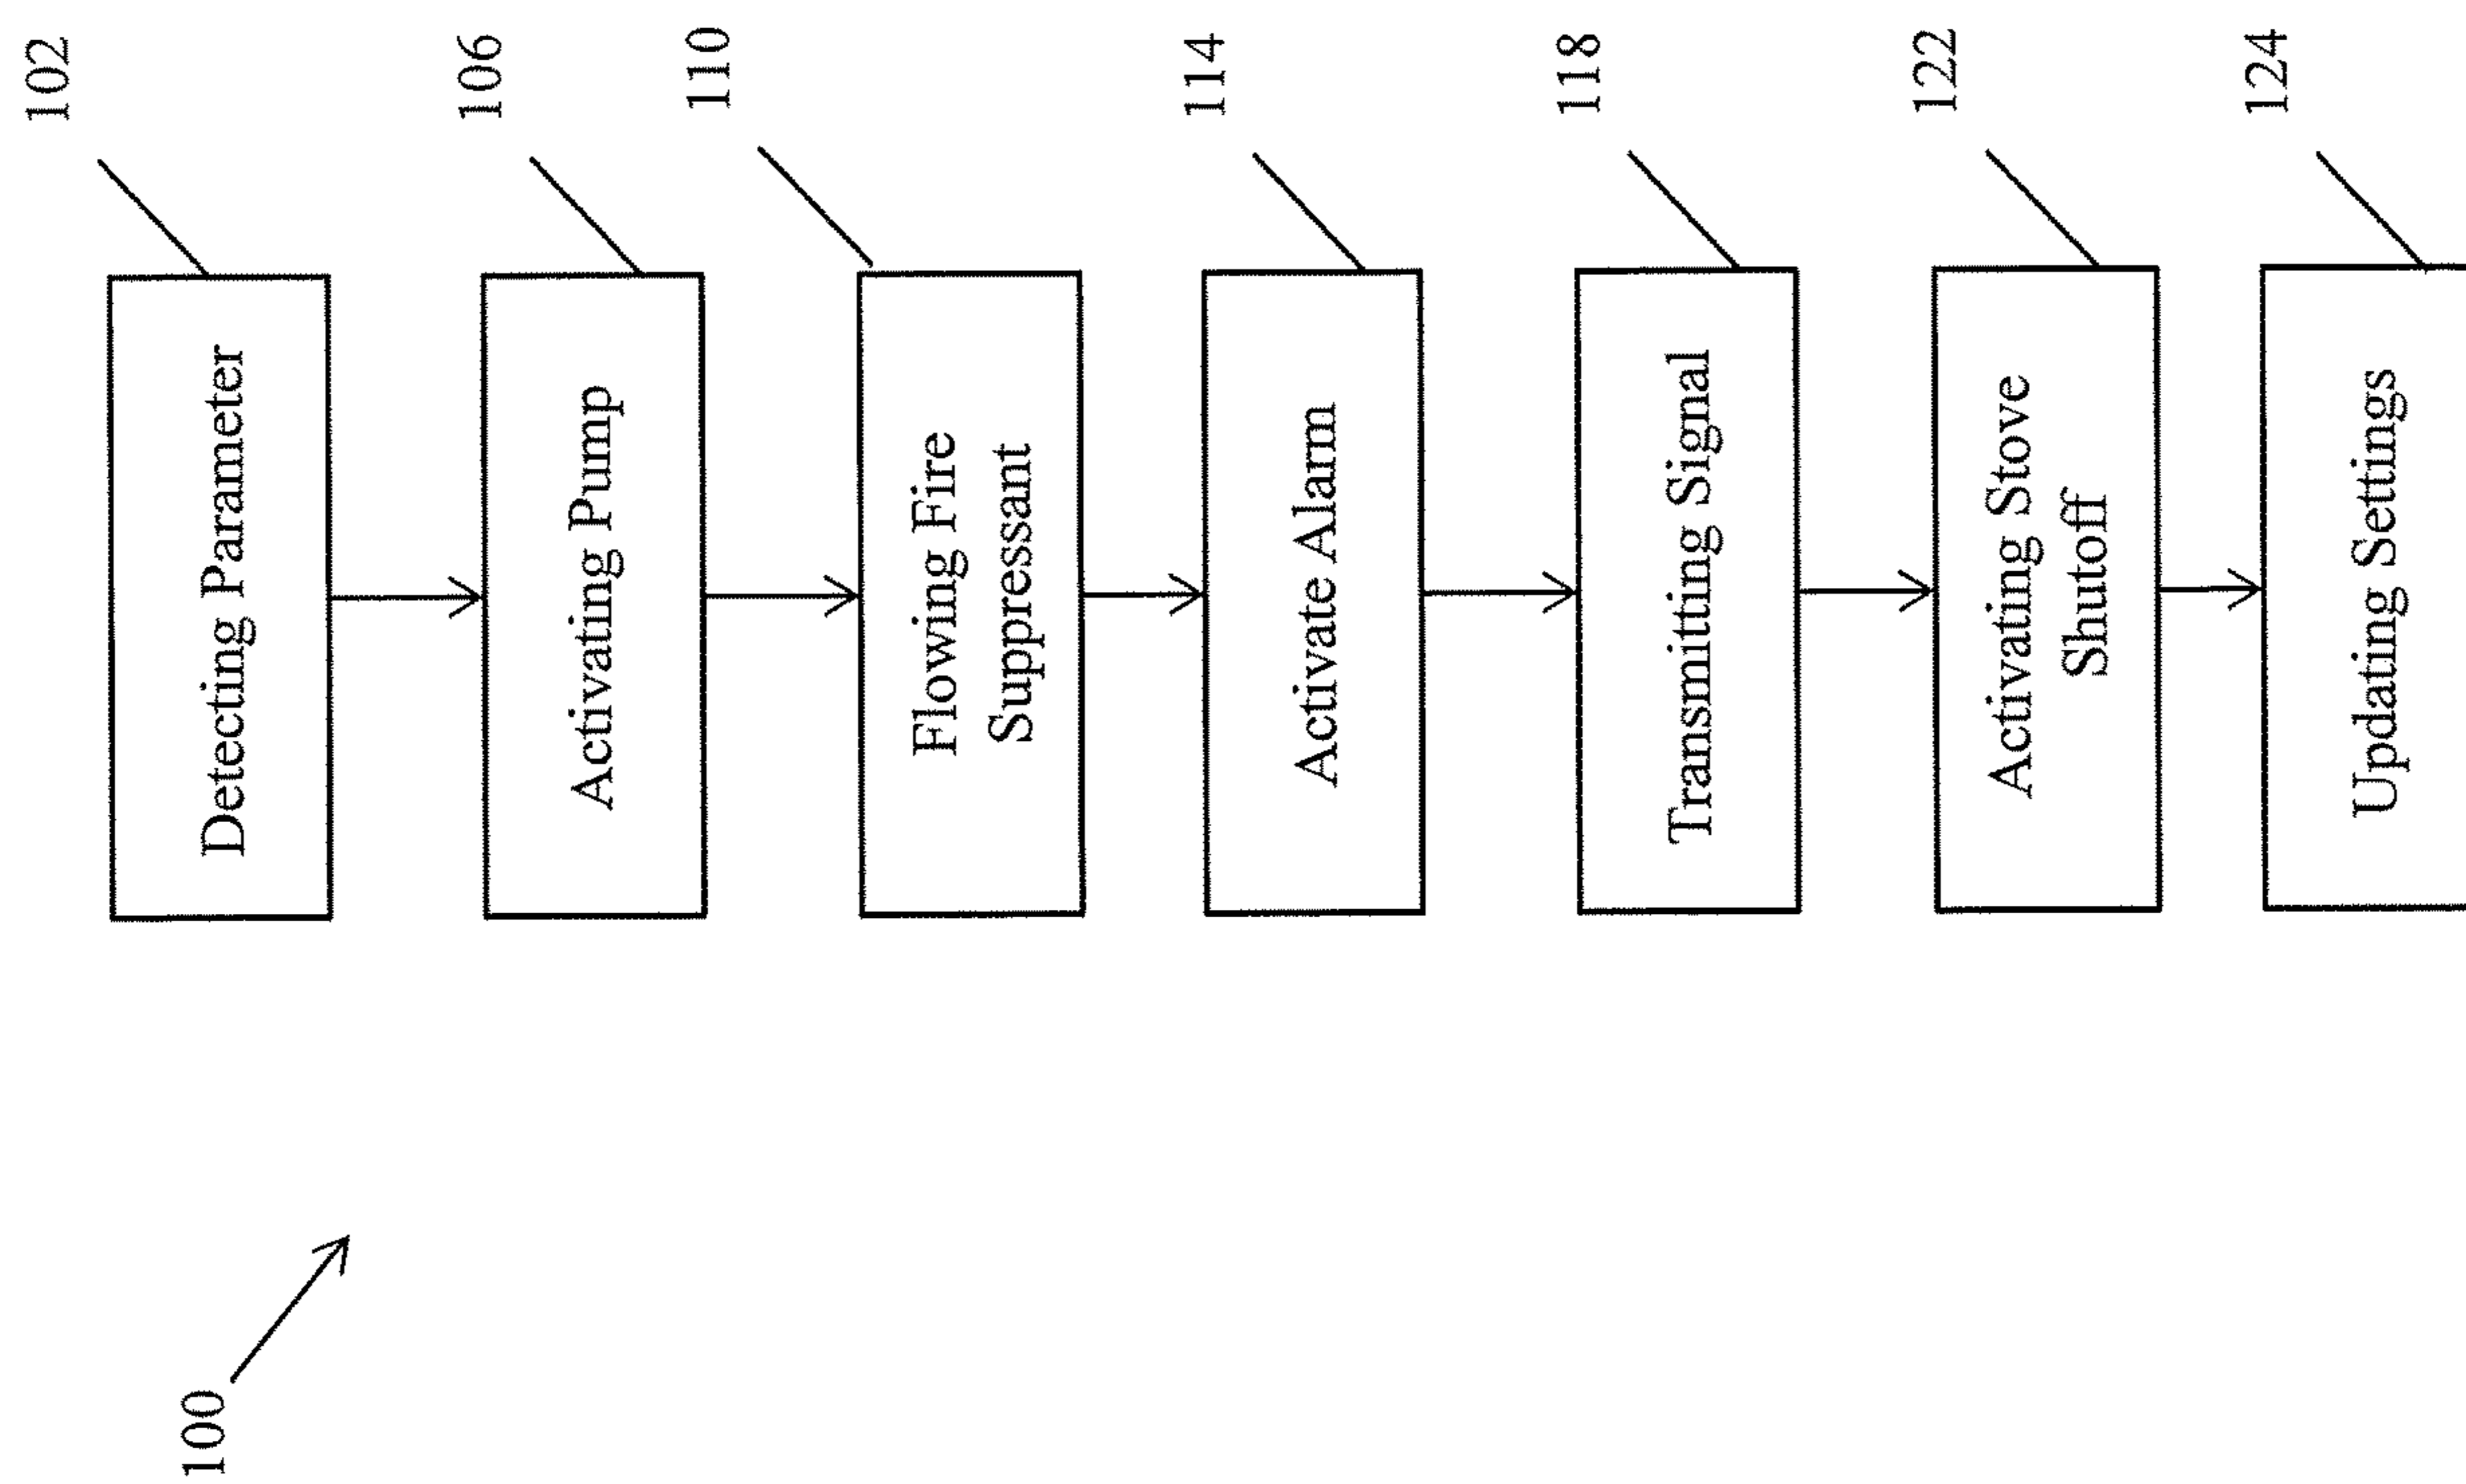 100
102
Detecting Parameter
106
Activating Pump
110
Flowing Fire
Suppressant
114
Activate Alarm
118
Transmitting Signal
122
Activating Stove
Shutoff
124
Updating Settings